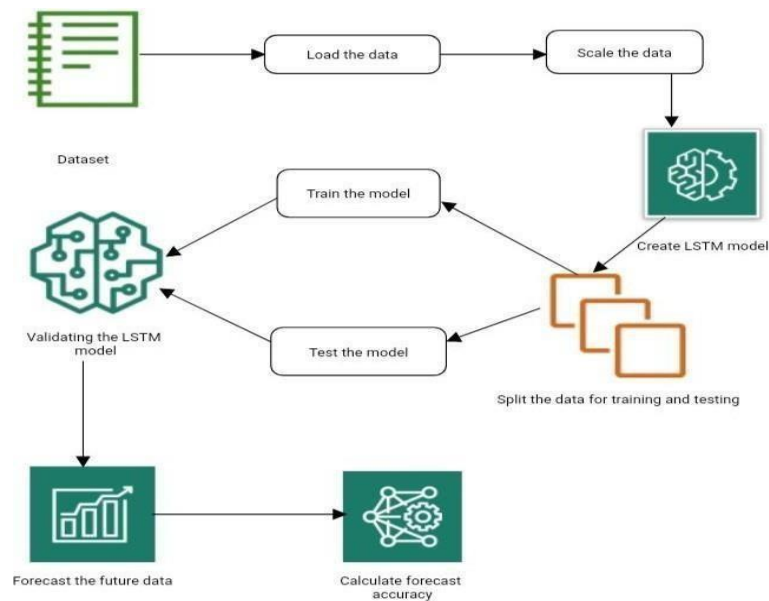 Load the data
Scale the data
Dataset
Train the model
Create LSTM model
Validating the LSTM
model
Test the model
Split the data for training and testing
Forecast the future data
Calculate forecast
accuracy